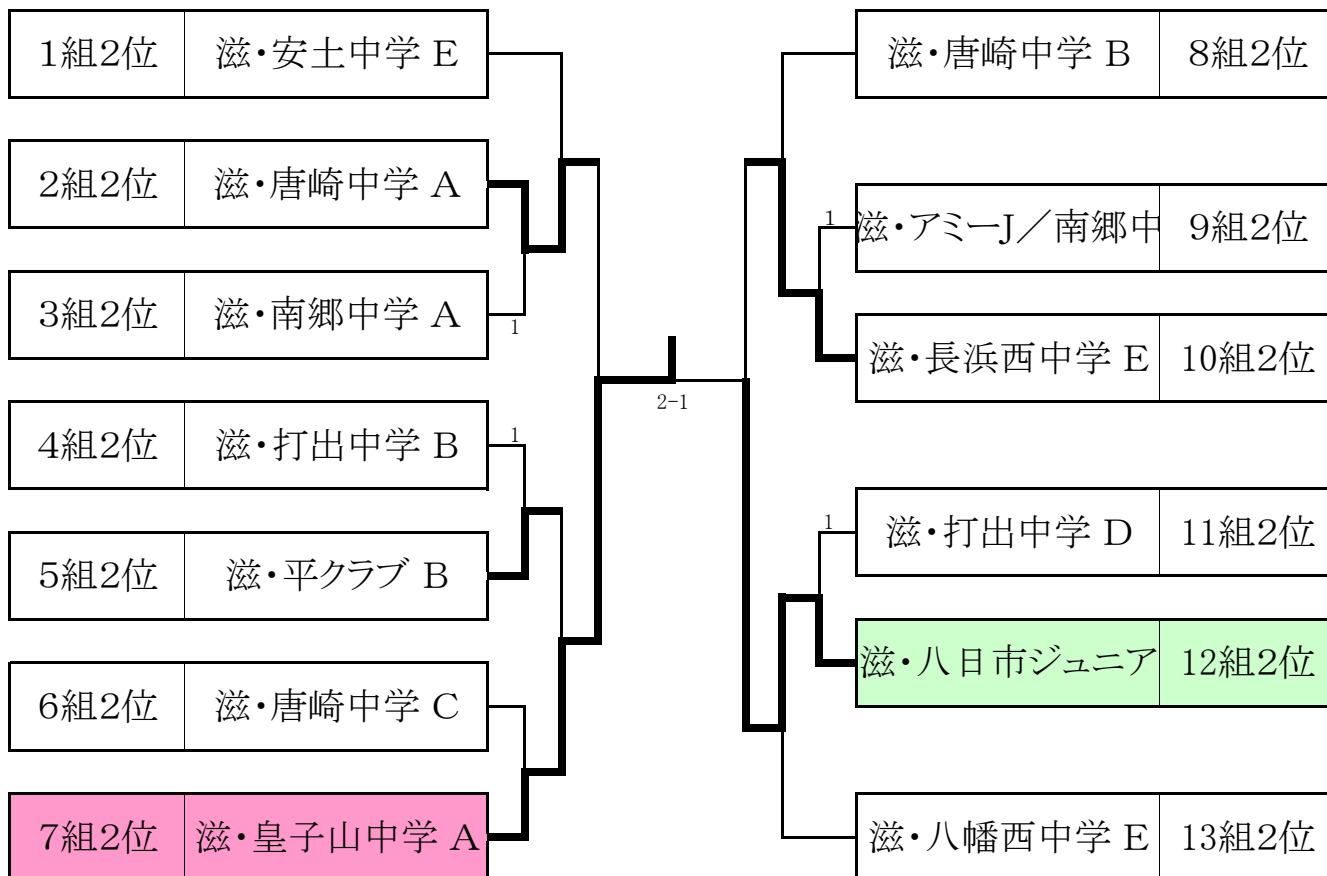 1組2位 滋・安土中学 E
2組2位 滋・唐崎中学 A
3組2位 滋・南郷中学 A
1
4組2位 滋・打出中学 B
1
5組2位 滋・平クラブ B
6組2位 滋・唐崎中学 C
7組2位 滋・皇子山中学 A
2-1
滋・唐崎中学 B 8組2位
1
滋・アミーJ／南郷中 9組2位
滋・長浜西中学 E 10組2位
1
滋・打出中学 D 11組2位
滋・八日市ジュニア 12組2位
滋・八幡西中学 E 13組2位